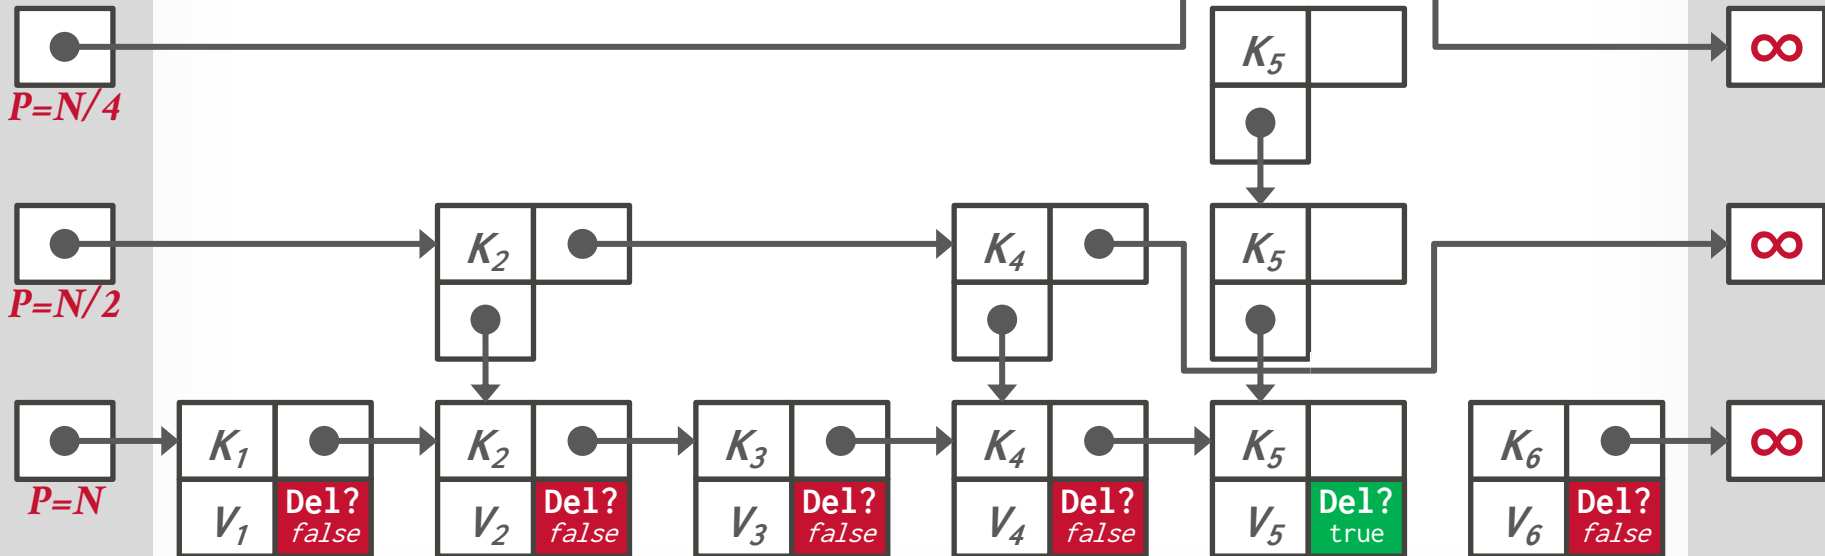 K5 ∞
P=N/4
K2 K4 K5 ∞
P=N/2
K1 K2 K3 K4 K5 K6 ∞
P=N
V1 Del? false V2 Del? false V3 Del? false V4 Del? false V5 Del? true V6 Del? false